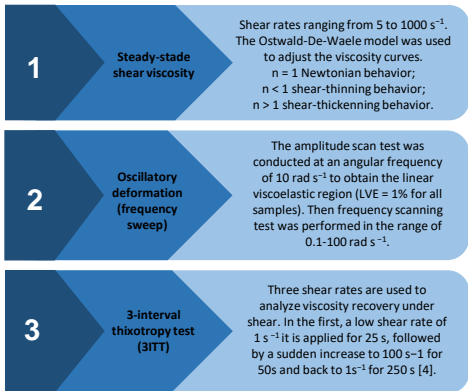 1
Steady-stade
shear viscosity
Shear rates ranging from 5 to 1000 s⁻¹.
The Ostwald-De-Waele model was used
to adjust the viscosity curves.
n = 1 Newtonian behavior;
n < 1 shear-thinning behavior;
n > 1 shear-thickenning behavior.
2
Oscillatory
deformation
(frequency
sweep)
The amplitude scan test was
conducted at an angular frequency
of 10 rad s⁻¹ to obtain the linear
viscoelastic region (LVE = 1% for all
samples). Then frequency scanning
test was performed in the range of
0.1-100 rad s⁻¹.
3
3-interval
thixotropy test
(3ITT)
Three shear rates are used to
analyze viscosity recovery under
shear. In the first, a low shear rate of
1 s ⁻¹ it is applied for 25 s, followed
by a sudden increase to 100 s−1 for
50s and back to 1s⁻¹ for 250 s [4].